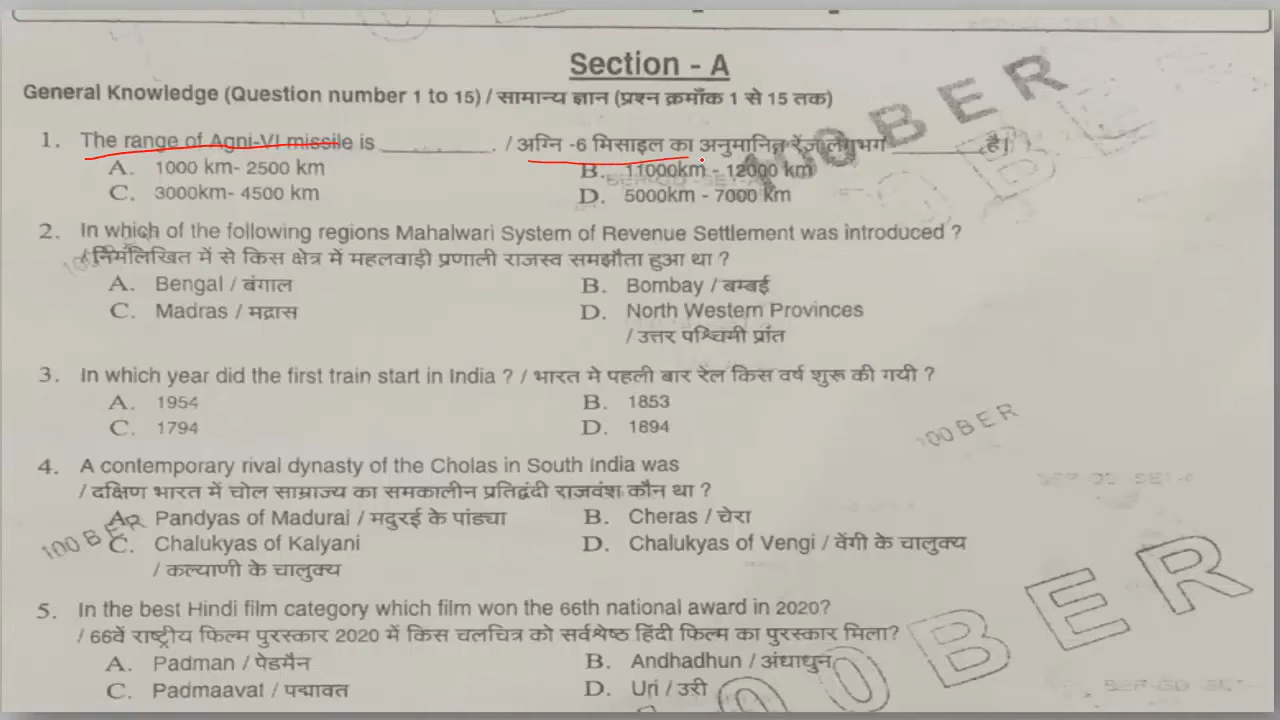 Section - A
General Knowledge (Question number 1 to 15) / सामान्य ज्ञान (प्रश्न क्रमाँक 1 से 15 तक)
1. The range of Agni-VI missile is __________. / अग्नि -6 मिसाइल का अनुमानित रेंज लगभग __________ है।
A. 1000 km- 2500 km B. 11000km - 12000 km
C. 3000km- 4500 km D. 5000km - 7000 km
2. In which of the following regions Mahalwari System of Revenue Settlement was introduced ?
/ निम्नलिखित में से किस क्षेत्र में महलवाड़ी प्रणाली राजस्व समझौता हुआ था ?
A. Bengal / बंगाल B. Bombay / बम्बई
C. Madras / मद्रास D. North Western Provinces
/ उत्तर पश्चिमी प्रांत
3. In which year did the first train start in India ? / भारत मे पहली बार रेल किस वर्ष शुरू की गयी ?
A. 1954 B. 1853
C. 1794 D. 1894
4. A contemporary rival dynasty of the Cholas in South India was
/ दक्षिण भारत में चोल साम्राज्य का समकालीन प्रतिद्वंदी राजवंश कौन था ?
A. Pandyas of Madurai / मदुरई के पांड्या B. Cheras / चेरा
C. Chalukyas of Kalyani D. Chalukyas of Vengi / वेंगी के चालुक्य
/ कल्याणी के चालुक्य
5. In the best Hindi film category which film won the 66th national award in 2020?
/ 66वें राष्ट्रीय फिल्म पुरस्कार 2020 में किस चलचित्र को सर्वश्रेष्ठ हिंदी फिल्म का पुरस्कार मिला?
A. Padman / पेडमैन B. Andhadhun / अंधाधुन
C. Padmaavat / पद्मावत D. Uri / उरी
100 BER
100 BER
100 BER
100 BER